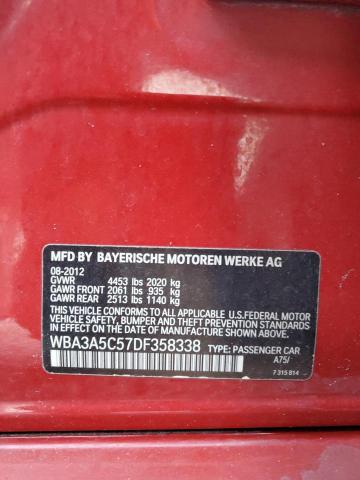 MFD BY BAYERISCHE MOTOREN WERKE AG
08-2012
GVWR 4453 lbs 2020 kg
GAWR FRONT 2061 lbs 935 kg
GAWR REAR 2513 lbs 1140 kg
THIS VEHICLE CONFORMS TO ALL APPLICABLE U.S.FEDERAL MOTOR
VEHICLE SAFETY, BUMPER, AND THEFT PREVENTION STANDARDS
IN EFFECT ON THE DATE OF MANUFACTURE SHOWN ABOVE.
WBA3A5C57DF358338 TYPE: PASSENGER CAR
A75/
7 315 814